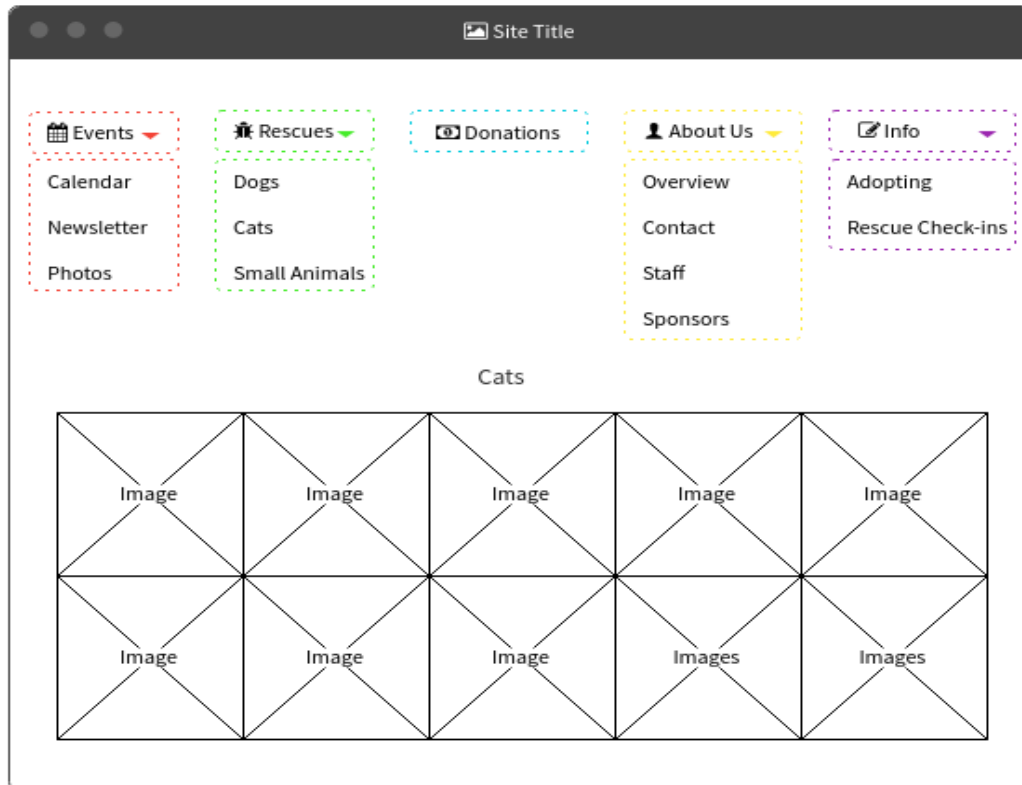 Site Title
Events
Rescues
Donations
About Us
Info
Calendar
Newsletter
Photos
Dogs
Cats
Small Animals
Overview
Contact
Staff
Sponsors
Adopting
Rescue Check-ins
Cats
Image Image Image Image Image
Image Image Image Images Images